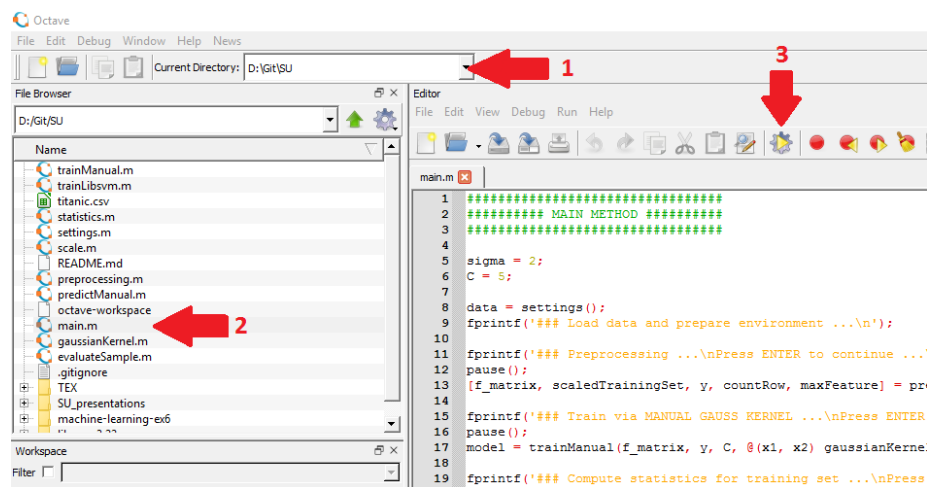 Octave
File Edit Debug Window Help News
Current Directory: D:\Git\SU
1
3
File Browser
D:/Git/SU
Name
trainManual.m
trainLibsvm.m
titanic.csv
statistics.m
settings.m
scale.m
README.md
preprocessing.m
predictManual.m
octave-workspace
main.m
2
gaussianKernel.m
evaluateSample.m
.gitignore
TEX
SU_presentations
machine-learning-ex6
Workspace
Filter
Editor
File Edit View Debug Run Help
main.m
1 #################################
2 ########## MAIN METHOD ##########
3 #################################
4
5 sigma = 2;
6 C = 5;
7
8 data = settings();
9 fprintf('### Load data and prepare environment ...\n');
10
11 fprintf('### Preprocessing ...\nPress ENTER to continue ...\
12 pause();
13 [f_matrix, scaledTrainingSet, y, countRow, maxFeature] = pre
14
15 fprintf('### Train via MANUAL GAUSS KERNEL ...\nPress ENTER
16 pause();
17 model = trainManual(f_matrix, y, C, @(x1, x2) gaussianKernel
18
19 fprintf('### Compute statistics for training set ...\nPress